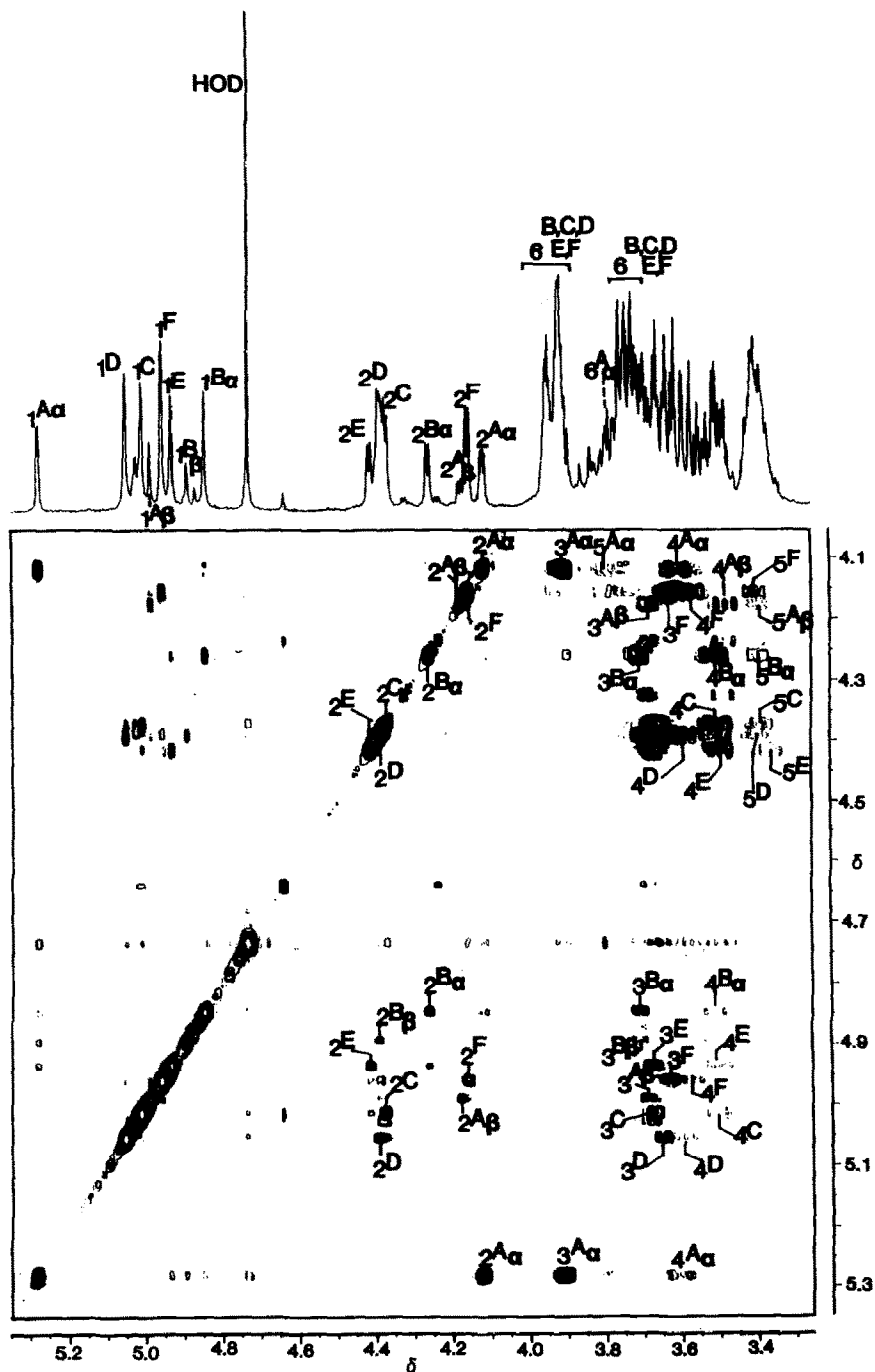 HOD
B,C,D
6 E,F
B,C,D
6 E,F
1F
1D
1C
1E
1Bα
1Aα
1Bβ
1Aβ
2D
2C
2E
2Bα
2F
2Aβ
2Aα
6Aα
2Aα
2Aβ
2F
2Bα
2C
2E
2D
3Aα
5Aα
4Aα
4Aβ
5F
3Aβ
3F
4F
5Aβ
3Bα
4Bα
5Bα
4C
5C
4D
4E
5D
5E
2Bα
2Bβ
2E
2F
2C
2Aβ
2D
3Bα
4Bα
3Bβ
3E
4E
3F
4F
3C
4C
3D
4D
2Aα
3Aα
4Aα
4.1
4.3
4.5
δ
4.7
4.9
5.1
5.3
5.2 5.0 4.8 4.6 4.4 4.2 4.0 3.8 3.6 3.4
δ